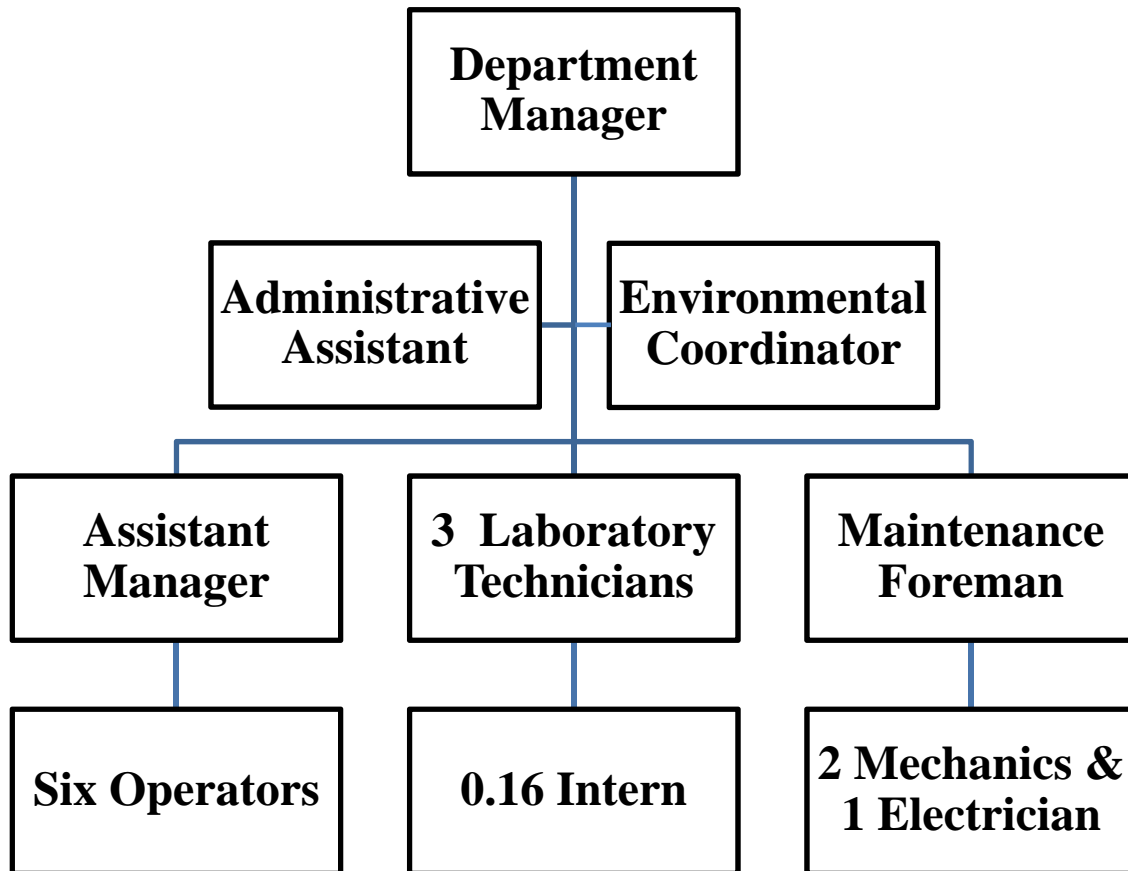 Department
Manager
Administrative
Assistant
Environmental
Coordinator
Assistant
Manager
3 Laboratory
Technicians
Maintenance
Foreman
Six Operators
0.16 Intern
2 Mechanics &
1 Electrician